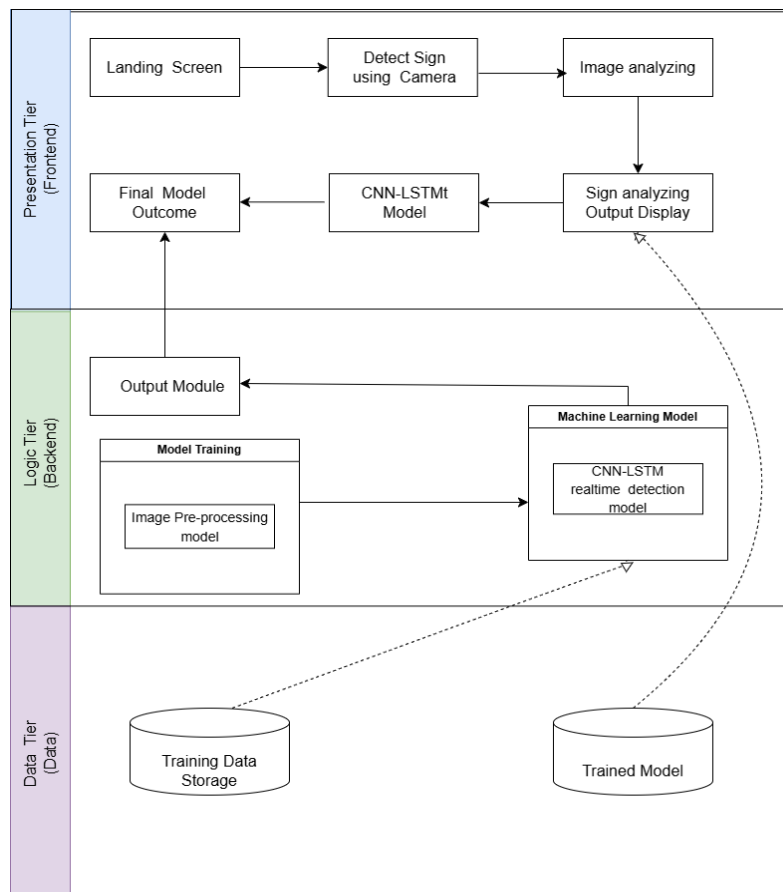 Presentation Tier
(Frontend)
Landing Screen
Detect Sign
using Camera
Image analyzing
Final Model
Outcome
CNN-LSTMt
Model
Sign analyzing
Output Display
Logic Tier
(Backend)
Output Module
Model Training
Image Pre-processing
model
Machine Learning Model
CNN-LSTM
realtime detection
model
Data Tier
(Data)
Training Data
Storage
Trained Model